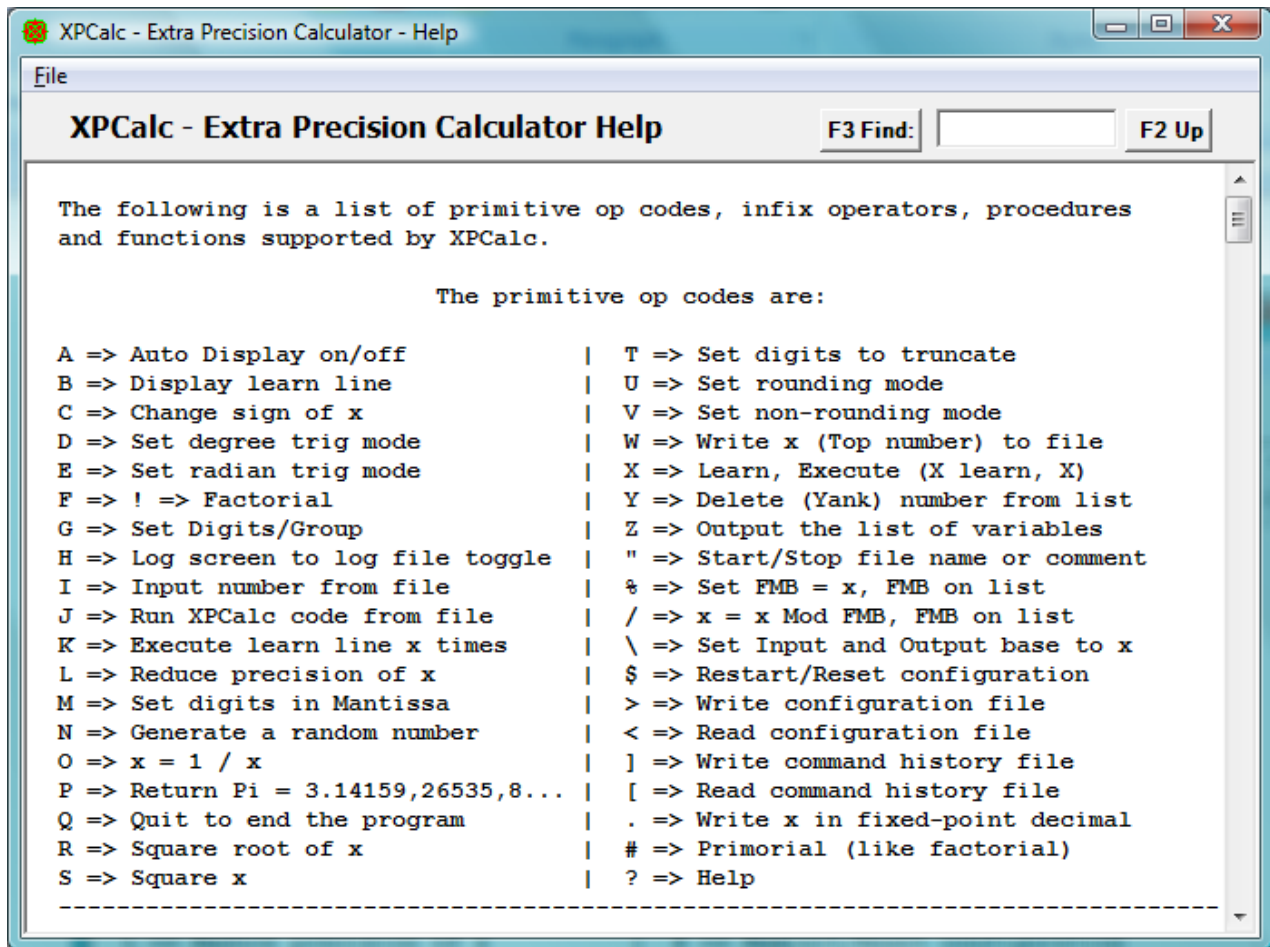 XPCalc - Extra Precision Calculator - Help
File
XPCalc - Extra Precision Calculator Help F3 Find: F2 Up
The following is a list of primitive op codes, infix operators, procedures
and functions supported by XPCalc.
The primitive op codes are:
A => Auto Display on/off | T => Set digits to truncate
B => Display learn line | U => Set rounding mode
C => Change sign of x | V => Set non-rounding mode
D => Set degree trig mode | W => Write x (Top number) to file
E => Set radian trig mode | X => Learn, Execute (X learn, X)
F => ! => Factorial | Y => Delete (Yank) number from list
G => Set Digits/Group | Z => Output the list of variables
H => Log screen to log file toggle | " => Start/Stop file name or comment
I => Input number from file | % => Set FMB = x, FMB on list
J => Run XPCalc code from file | / => x = x Mod FMB, FMB on list
K => Execute learn line x times | \ => Set Input and Output base to x
L => Reduce precision of x | $ => Restart/Reset configuration
M => Set digits in Mantissa | > => Write configuration file
N => Generate a random number | < => Read configuration file
O => x = 1 / x | ] => Write command history file
P => Return Pi = 3.14159,26535,8... | [ => Read command history file
Q => Quit to end the program | . => Write x in fixed-point decimal
R => Square root of x | # => Primorial (like factorial)
S => Square x | ? => Help
--------------------------------------------------------------------------------